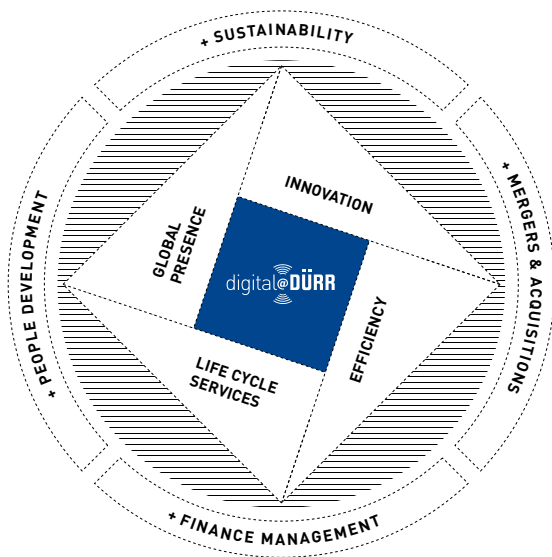 + SUSTAINABILITY
INNOVATION
GLOBAL
PRESENCE
+ MERGERS & ACQUISITIONS
+ PEOPLE DEVELOPMENT
digital@DÜRR
EFFICIENCY
LIFE CYCLE
SERVICES
+ FINANCE MANAGEMENT